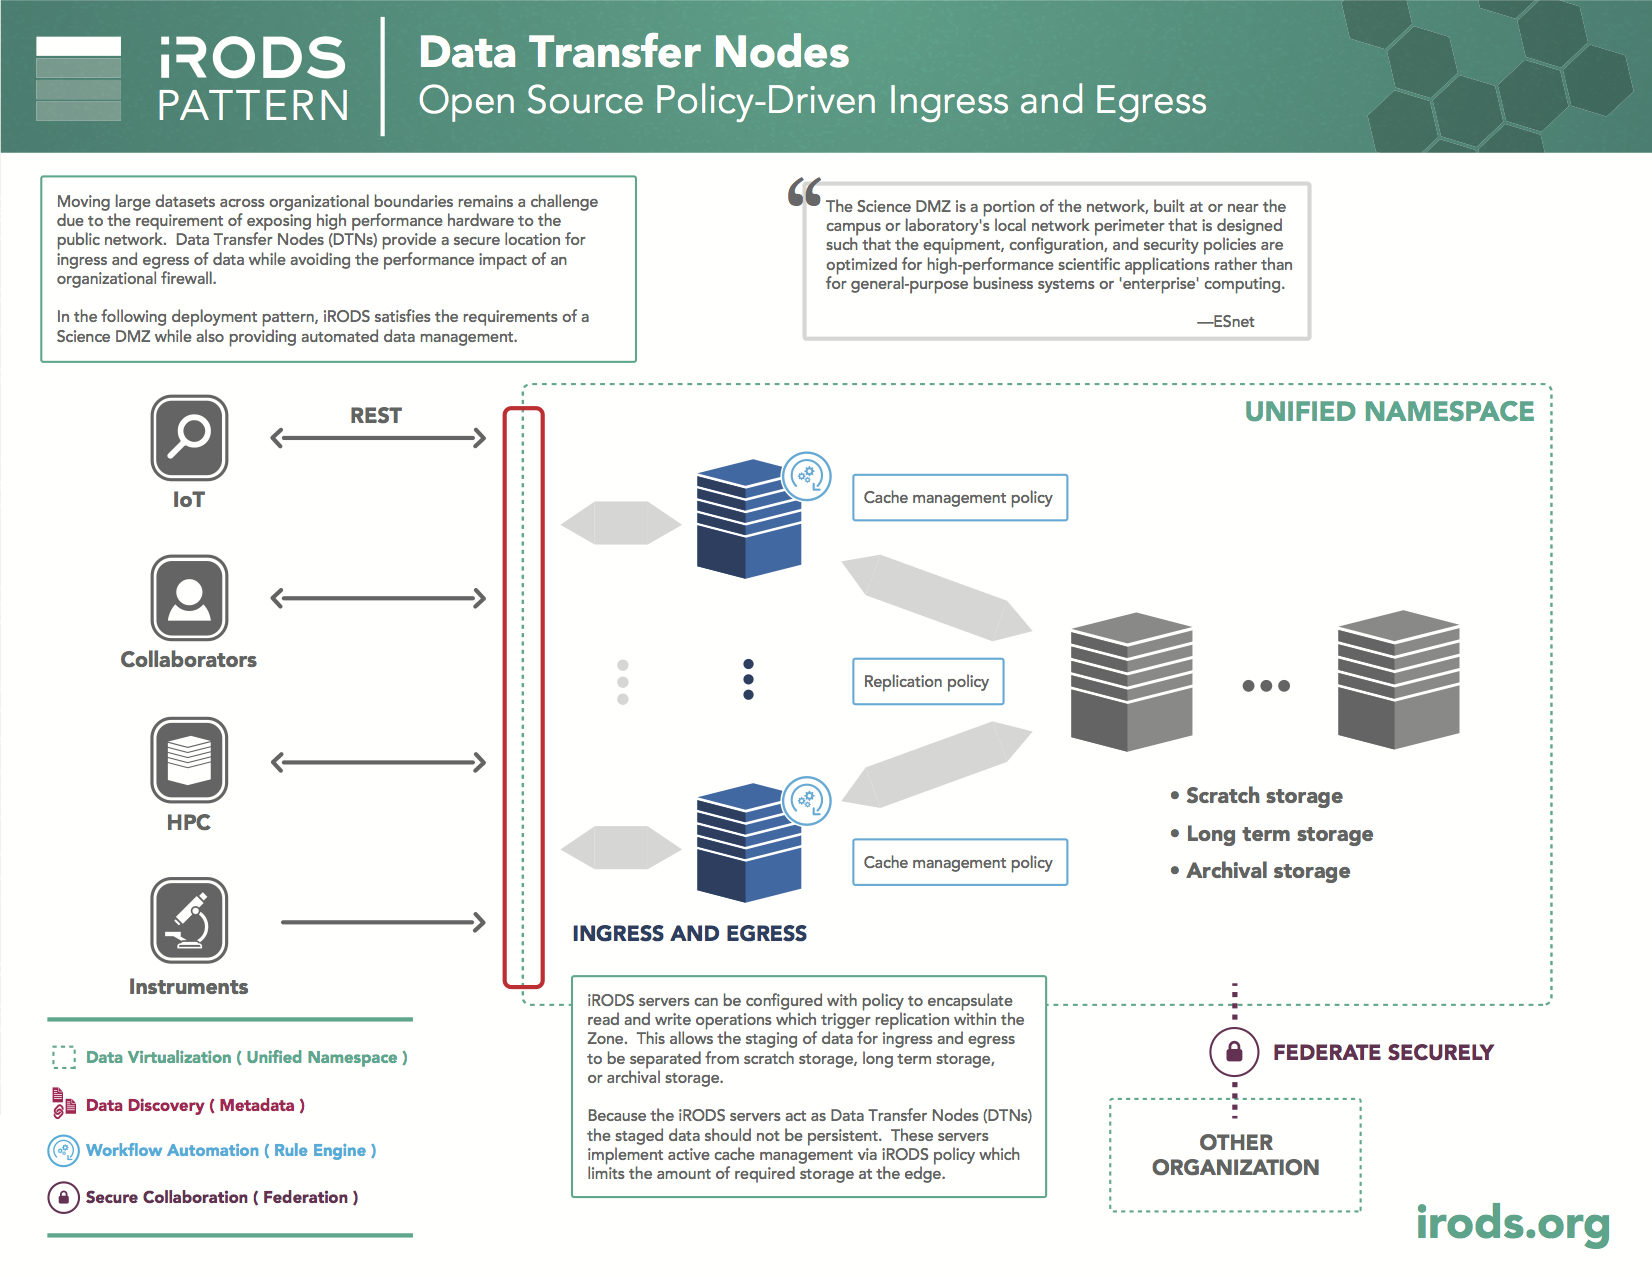 iRODS
PATTERN
Data Transfer Nodes
Open Source Policy-Driven Ingress and Egress
Moving large datasets across organizational boundaries remains a challenge
due to the requirement of exposing high performance hardware to the
public network.  Data Transfer Nodes (DTNs) provide a secure location for
ingress and egress of data while avoiding the performance impact of an
organizational firewall.
In the following deployment pattern, iRODS satisfies the requirements of a
Science DMZ while also providing automated data management.
“
The Science DMZ is a portion of the network, built at or near the
campus or laboratory's local network perimeter that is designed
such that the equipment, configuration, and security policies are
optimized for high-performance scientific applications rather than
for general-purpose business systems or 'enterprise' computing.
—ESnet
REST
IoT
Collaborators
HPC
Instruments
UNIFIED NAMESPACE
Cache management policy
Replication policy
Cache management policy
• Scratch storage
• Long term storage
• Archival storage
INGRESS AND EGRESS
iRODS servers can be configured with policy to encapsulate
read and write operations which trigger replication within the
Zone.  This allows the staging of data for ingress and egress
to be separated from scratch storage, long term storage,
or archival storage.
Because the iRODS servers act as Data Transfer Nodes (DTNs)
the staged data should not be persistent.  These servers
implement active cache management via iRODS policy which
limits the amount of required storage at the edge.
FEDERATE SECURELY
OTHER
ORGANIZATION
Data Virtualization ( Unified Namespace )
Data Discovery ( Metadata )
Workflow Automation ( Rule Engine )
Secure Collaboration ( Federation )
irods.org